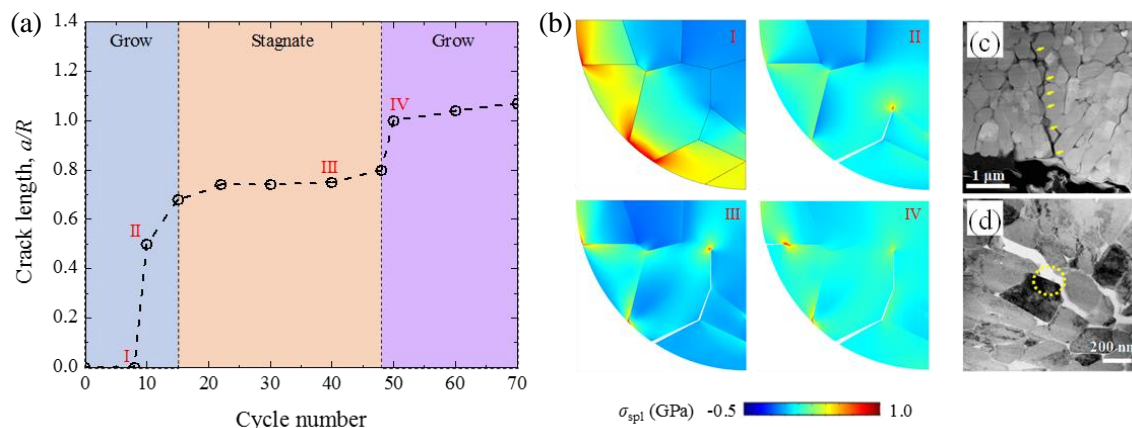 (a)
Grow Stagnate Grow
I
II
III
IV
Crack length, a/R
0.0
0.2
0.4
0.6
0.8
1.0
1.2
1.4
0 10 20 30 40 50 60 70
Cycle number
(b)
I
II
III
IV
σspl (GPa) -0.5 1.0
(c)
1 μm
(d)
200 nm